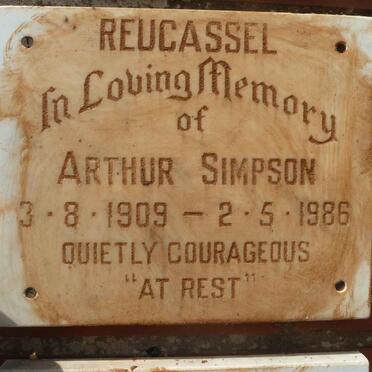 REUCASSEL
In Loving Memory
of
ARTHUR SIMPSON
3 · 8 · 1909 — 2 · 5 · 1986
QUIETLY COURAGEOUS
"AT REST"